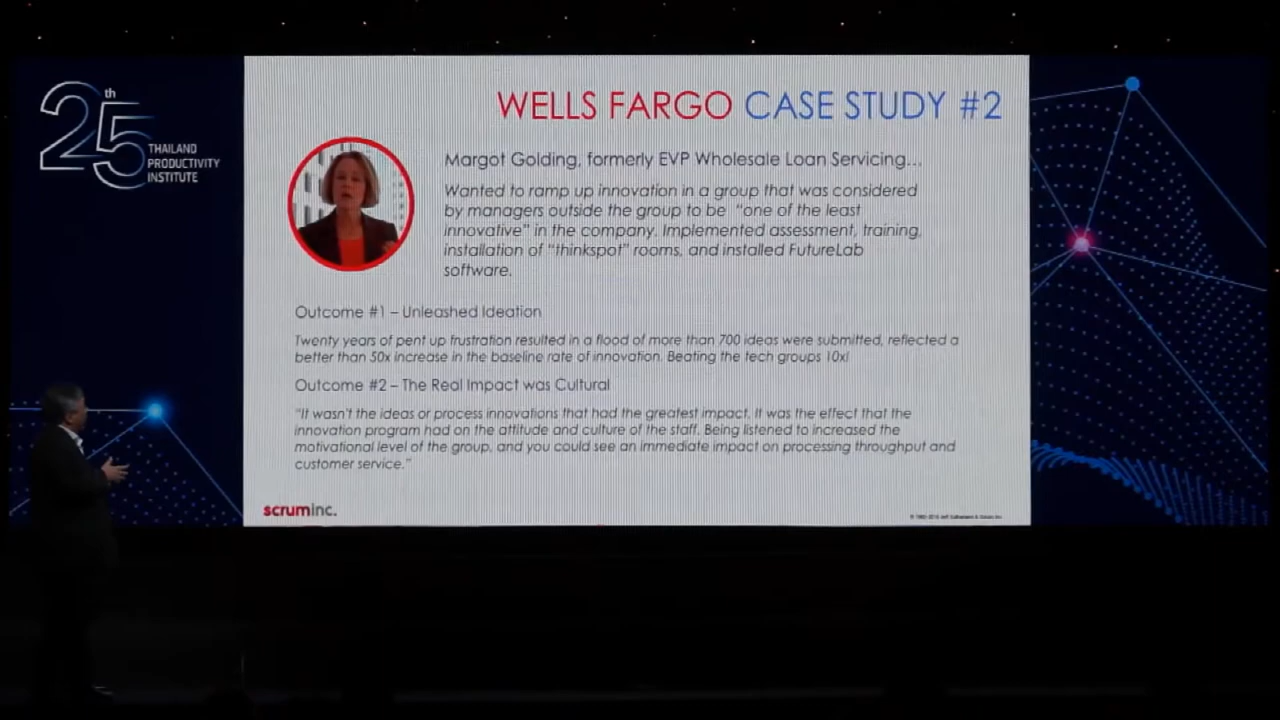 25th
THAILAND
PRODUCTIVITY
INSTITUTE
WELLS FARGO CASE STUDY #2
Margot Golding, formerly EVP Wholesale Loan Servicing...
Wanted to ramp up innovation in a group that was considered
by managers outside the group to be "one of the least
innovative" in the company. Implemented assessment, training,
installation of "thinkspot" rooms, and installed FutureLab
software.
Outcome #1 – Unleashed Ideation
Twenty years of pent up frustration resulted in a flood of more than 700 ideas were submitted, reflected a
better than 50x increase in the baseline rate of innovation. Beating the tech groups 10x!
Outcome #2 – The Real Impact was Cultural
"It wasn't the ideas or process innovations that had the greatest impact. It was the effect that the
innovation program had on the attitude and culture of the staff. Being listened to increased the
motivational level of the group, and you could see an immediate impact on processing throughput and
customer service."
scruminc.